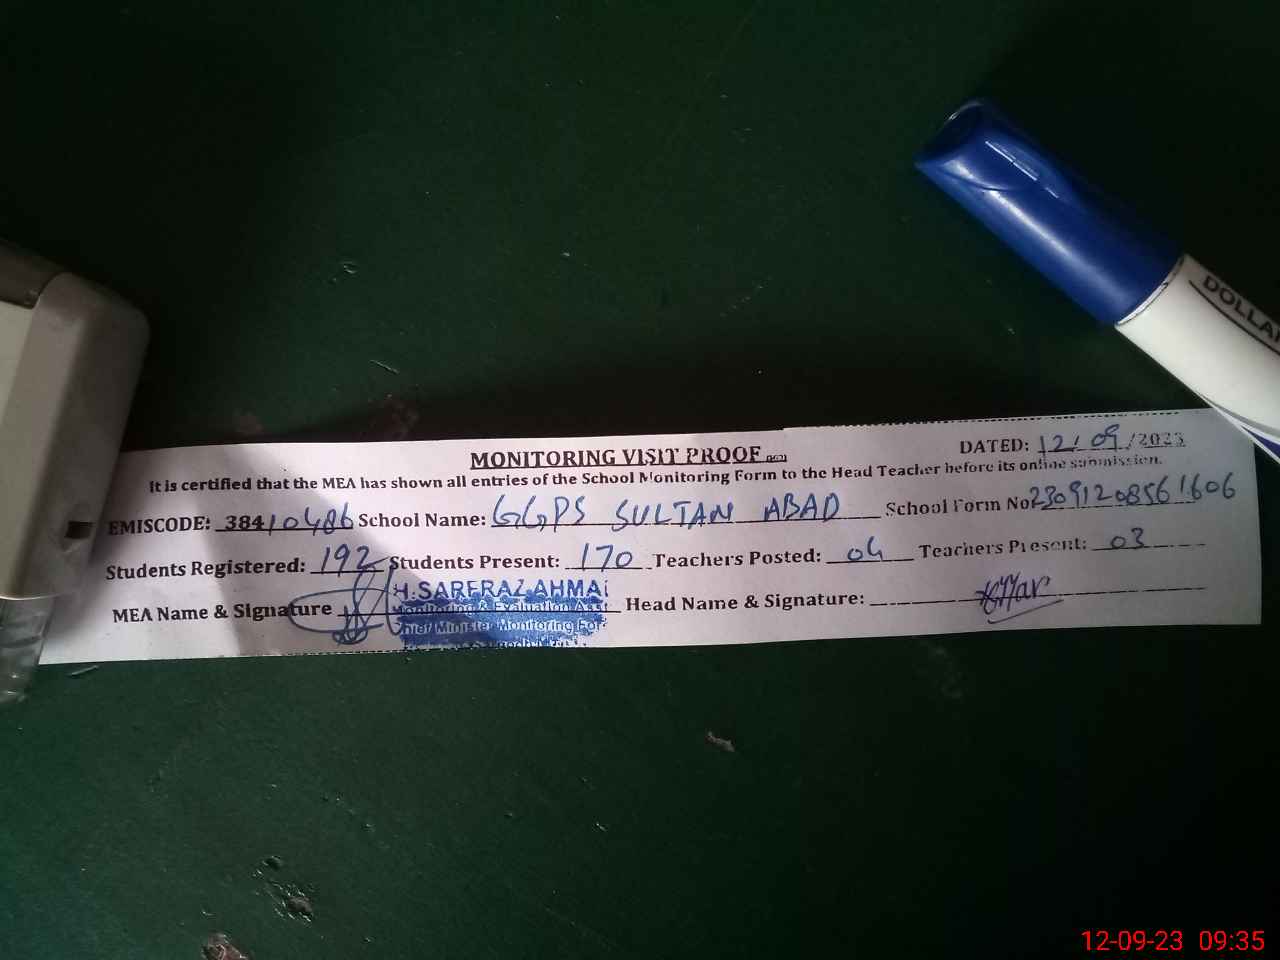 DOLLA
MONITORING VISIT PROOF
DATED: 12/09/2023
It is certified that the MEA has shown all entries of the School Monitoring Form to the Head Teacher before its online submission.
EMISCODE: 38410486 School Name: GGPS SULTAN ABAD School Form No 23091208561606
Students Registered: 192 Students Present: 170 Teachers Posted: 04 Teachers Present: 03
MEA Name & Signature H.SARFRAZ AHMA Head Name & Signature:
Monitoring & Evaluation Asst
Chief Minister Monitoring For
12-09-23 09:35